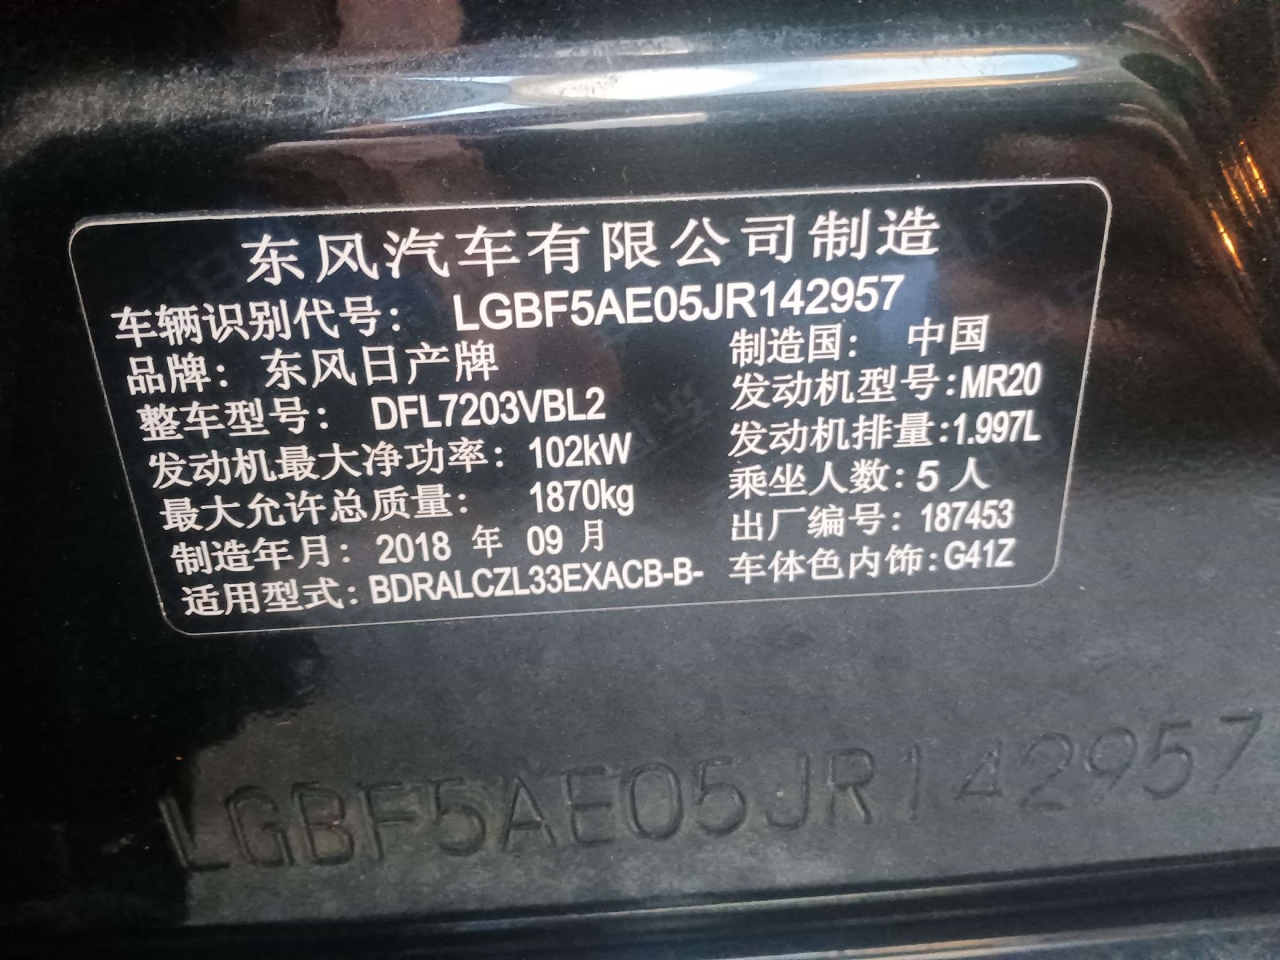 东风汽车有限公司制造
车辆识别代号： LGBF5AE05JR142957
品牌：东风日产牌 制造国：中国
整车型号：DFL7203VBL2 发动机型号：MR20
发动机最大净功率：102kW 发动机排量：1.997L
最大允许总质量：1870kg 乘坐人数：5人
制造年月：2018 年 09 月 出厂编号：187453
适用型式：BDRALCZL33EXACB-B- 车体色内饰：G41Z
LGBF5AE05JR142957